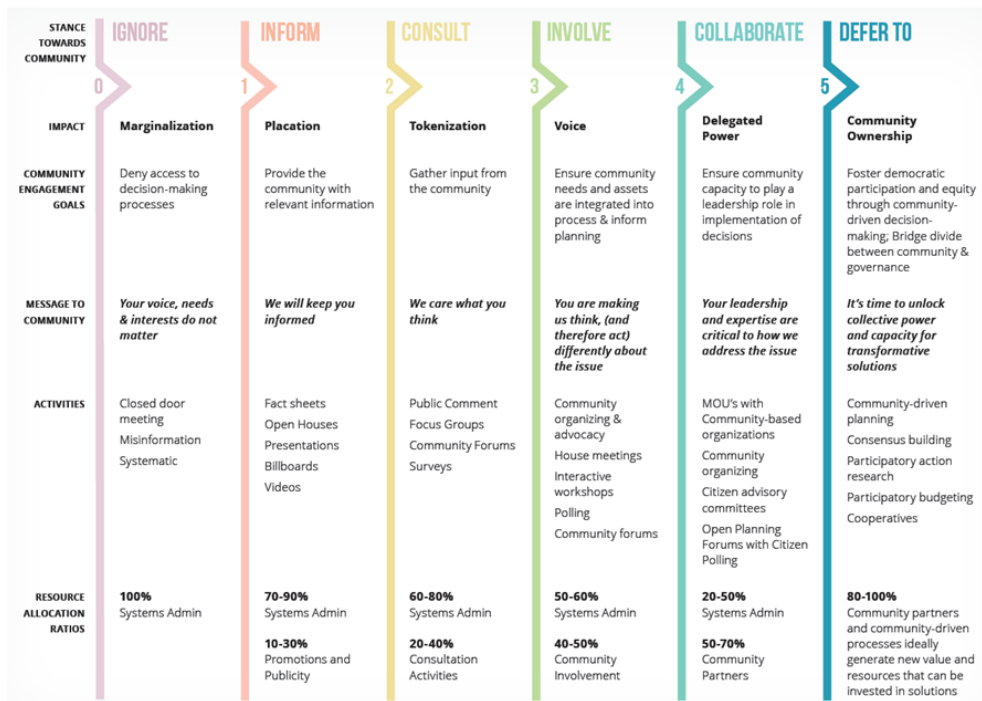 STANCE
TOWARDS
COMMUNITY
IGNORE
INFORM
CONSULT
INVOLVE
COLLABORATE
DEFER TO
0
1
2
3
4
5
IMPACT
Marginalization
Placation
Tokenization
Voice
Delegated
Power
Community
Ownership
COMMUNITY
ENGAGEMENT
GOALS
Deny access to
decision-making
processes
Provide the
community with
relevant information
Gather input from
the community
Ensure community
needs and assets
are integrated into
process & inform
planning
Ensure community
capacity to play a
leadership role in
implementation of
decisions
Foster democratic
participation and equity
through community-
driven decision-
making; Bridge divide
between community &
governance
MESSAGE TO
COMMUNITY
Your voice, needs
& interests do not
matter
We will keep you
informed
We care what you
think
You are making
us think, (and
therefore act)
differently about
the issue
Your leadership
and expertise are
critical to how we
address the issue
It's time to unlock
collective power
and capacity for
transformative
solutions
ACTIVITIES
Closed door
meeting
Misinformation
Systematic
Fact sheets
Open Houses
Presentations
Billboards
Videos
Public Comment
Focus Groups
Community Forums
Surveys
Community
organizing &
advocacy
House meetings
Interactive
workshops
Polling
Community forums
MOU's with
Community-based
organizations
Community
organizing
Citizen advisory
committees
Open Planning
Forums with Citizen
Polling
Community-driven
planning
Consensus building
Participatory action
research
Participatory budgeting
Cooperatives
RESOURCE
ALLOCATION
RATIOS
100%
Systems Admin
70-90%
Systems Admin
10-30%
Promotions and
Publicity
60-80%
Systems Admin
20-40%
Consultation
Activities
50-60%
Systems Admin
40-50%
Community
Involvement
20-50%
Systems Admin
50-70%
Community
Partners
80-100%
Community partners
and community-driven
processes ideally
generate new value and
resources that can be
invested in solutions